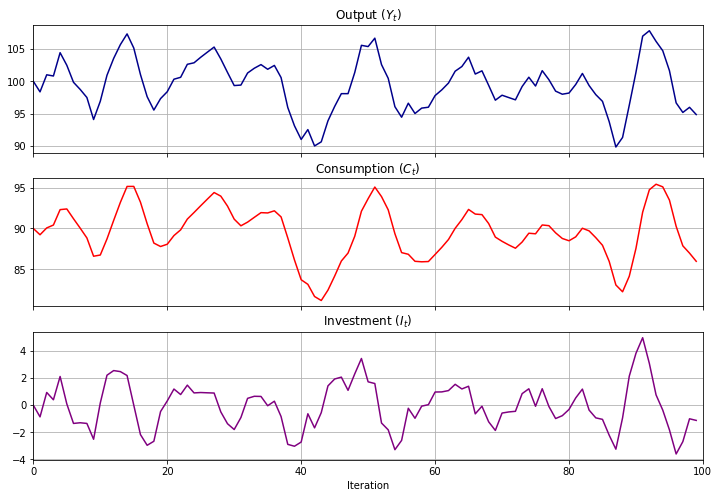 Output (Y_t)
105
100
95
90
Consumption (C_t)
95
90
85
Investment (I_t)
4
2
0
−2
−4
0 20 40 60 80 100
Iteration